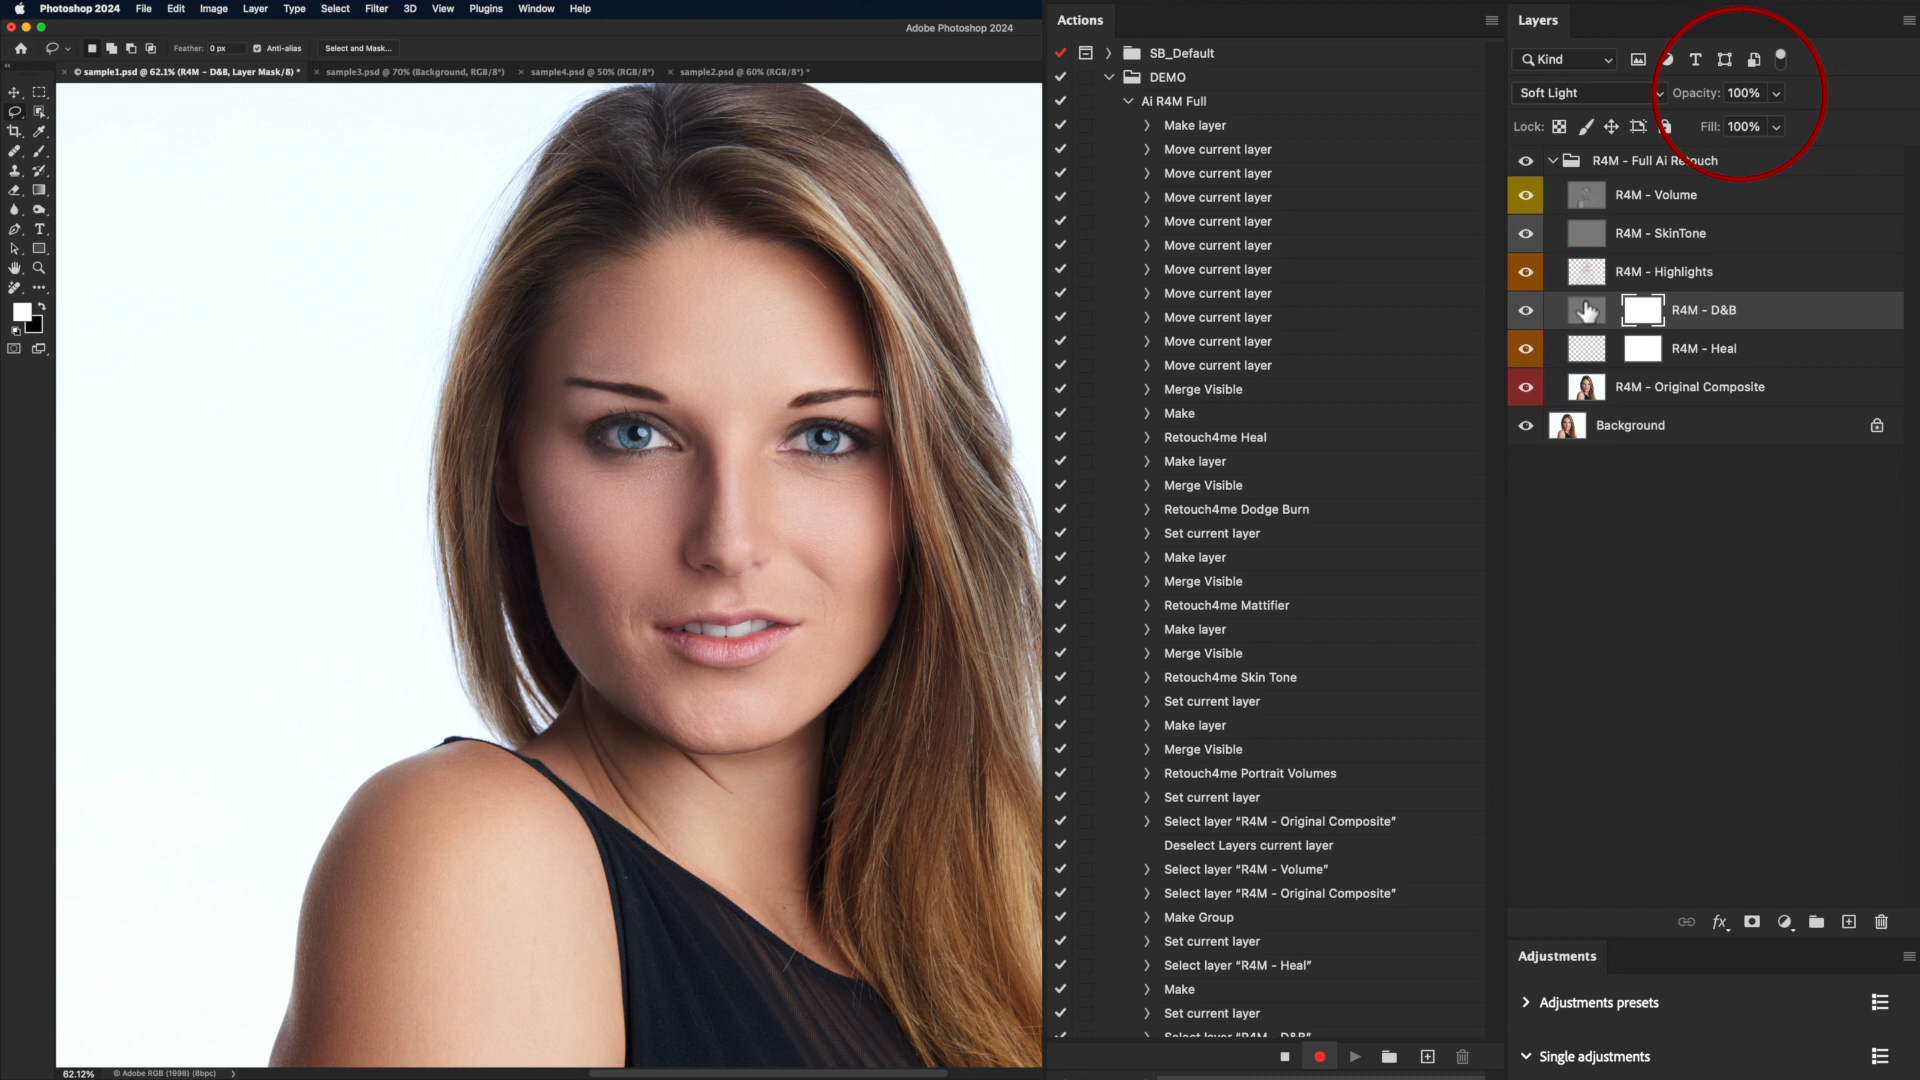 Photoshop 2024 File Edit Image Layer Type Select Filter 3D View Plugins Window Help
Adobe Photoshop 2024
Feather: 0 px Anti-alias Select and Mask...
© sample1.psd @ 62.1% (R4M - D&B, Layer Mask/8) *
sample3.psd @ 70% (Background, RGB/8*)
sample4.psd @ 50% (RGB/8*)
sample2.psd @ 60% (RGB/8*) *
62.12% © Adobe RGB (1998) (8bpc)
Actions
SB_Default
DEMO
Ai R4M Full
Make layer
Move current layer
Move current layer
Move current layer
Move current layer
Move current layer
Move current layer
Move current layer
Move current layer
Move current layer
Move current layer
Merge Visible
Make
Retouch4me Heal
Make layer
Merge Visible
Retouch4me Dodge Burn
Set current layer
Make layer
Merge Visible
Retouch4me Mattifier
Make layer
Merge Visible
Retouch4me Skin Tone
Set current layer
Make layer
Merge Visible
Retouch4me Portrait Volumes
Set current layer
Select layer “R4M - Original Composite”
Deselect Layers current layer
Select layer “R4M - Volume”
Select layer “R4M - Original Composite”
Make Group
Set current layer
Select layer “R4M - Heal”
Make
Set current layer
Select layer “R4M - D&B”
Layers
Kind
Soft Light Opacity: 100%
Lock: Fill: 100%
R4M - Full Ai Retouch
R4M - Volume
R4M - SkinTone
R4M - Highlights
R4M - D&B
R4M - Heal
R4M - Original Composite
Background
Adjustments
Adjustments presets
Single adjustments